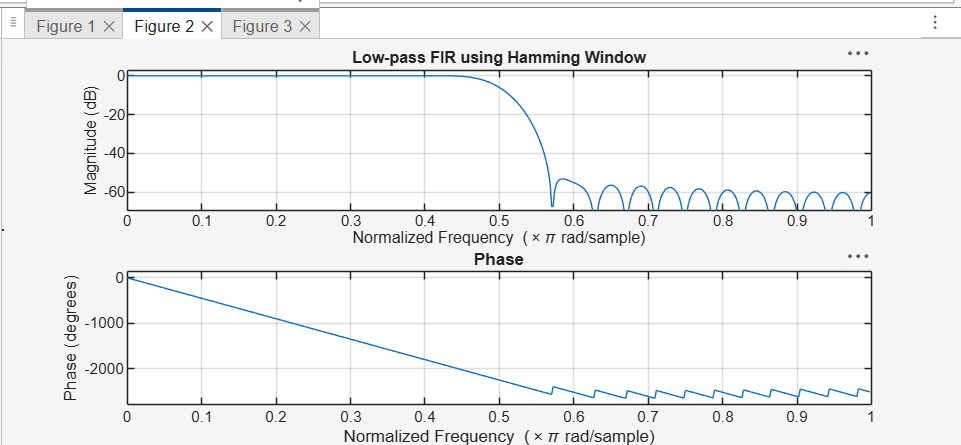 Figure 1 × Figure 2 × Figure 3 ×
Low-pass FIR using Hamming Window
Magnitude (dB)
0
-20
-40
-60
0 0.1 0.2 0.3 0.4 0.5 0.6 0.7 0.8 0.9 1
Normalized Frequency (× π rad/sample)
Phase
Phase (degrees)
0
-1000
-2000
0 0.1 0.2 0.3 0.4 0.5 0.6 0.7 0.8 0.9 1
Normalized Frequency (× π rad/sample)